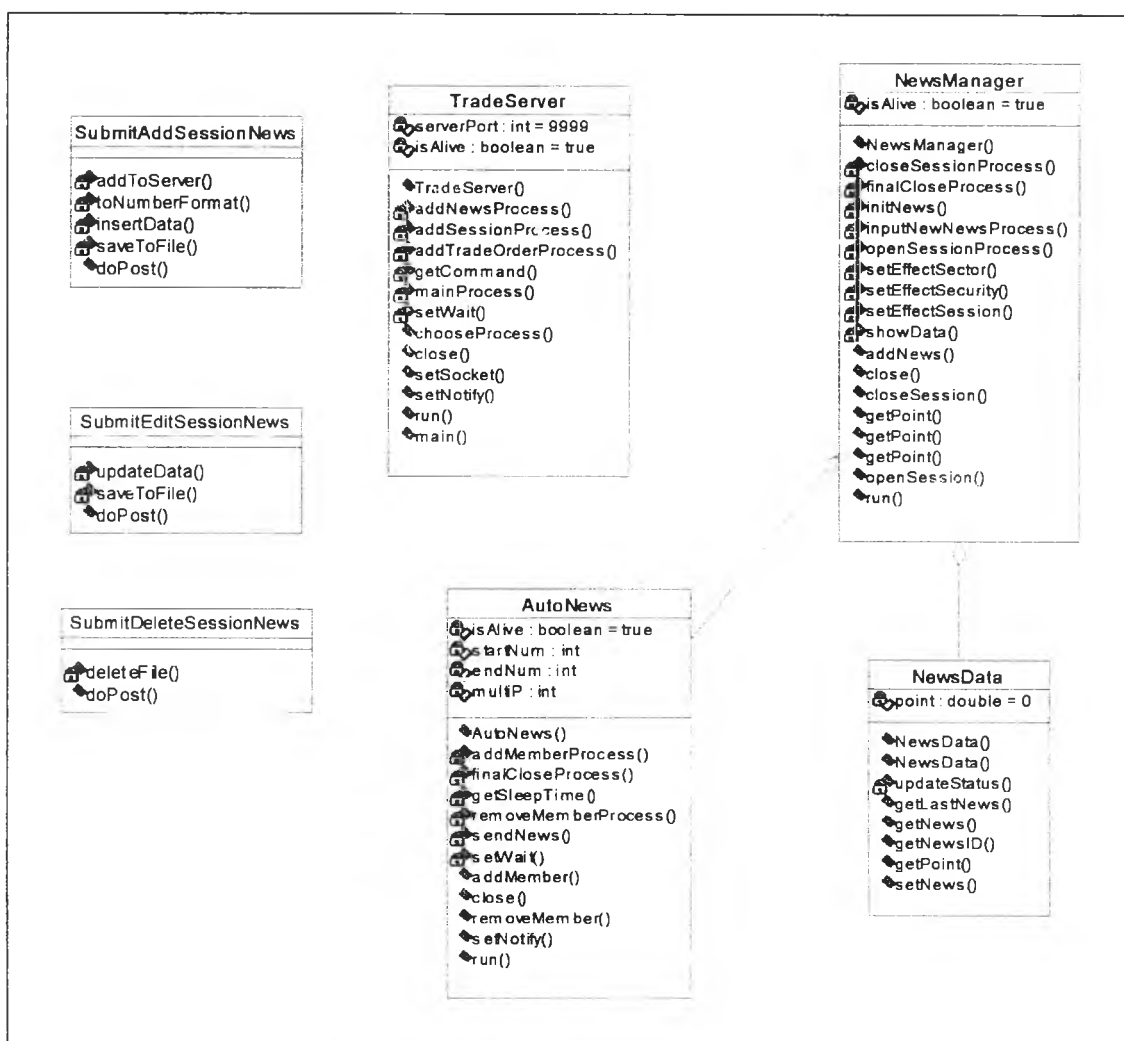 SubmitAddSessionNews
addToServer()
toNumberFormat()
insertData()
saveToFile()
doPost()
SubmitEditSessionNews
updateData()
saveToFile()
doPost()
SubmitDeleteSessionNews
deleteFile()
doPost()
TradeServer
serverPort : int = 9999
isAlive : boolean = true
TradeServer()
addNewsProcess()
addSessionProcess()
addTradeOrderProcess()
getCommand()
mainProcess()
setWait()
chooseProcess()
close()
setSocket()
setNotify()
run()
main()
AutoNews
isAlive : boolean = true
startNum : int
endNum : int
multiP : int
AutoNews()
addMemberProcess()
finalCloseProcess()
getSleepTime()
removeMemberProcess()
sendNews()
setWait()
addMember()
close()
removeMember()
setNotify()
run()
NewsManager
isAlive : boolean = true
NewsManager()
closeSessionProcess()
finalCloseProcess()
initNews()
inputNewNewsProcess()
openSessionProcess()
setEffectSector()
setEffectSecurity()
setEffectSession()
showData()
addNews()
close()
closeSession()
getPoint()
getPoint()
getPoint()
openSession()
run()
NewsData
point : double = 0
NewsData()
NewsData()
updateStatus()
getLastNews()
getNews()
getNewsID()
getPoint()
setNews()